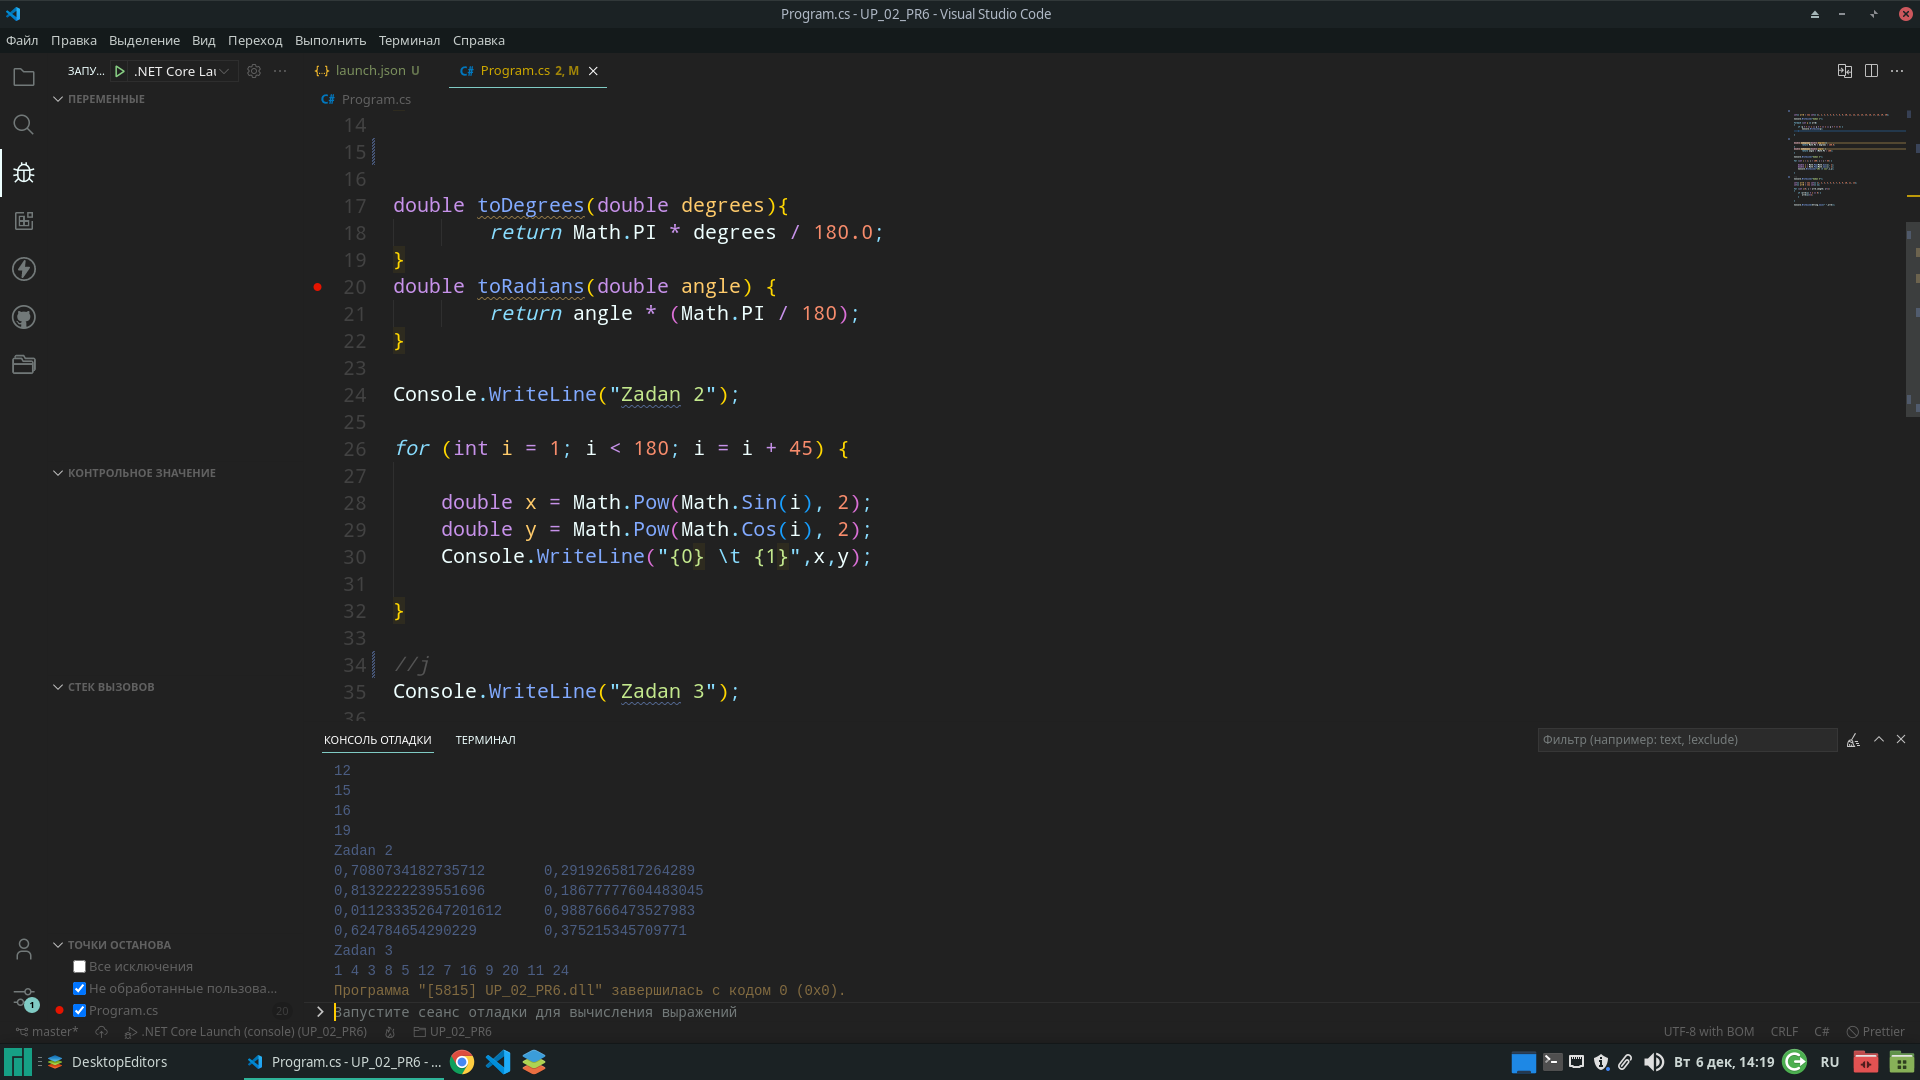 Program.cs - UP_02_PR6 - Visual Studio Code
Файл Правка Выделение Вид Переход Выполнить Терминал Справка
ЗАПУ... .NET Core Lau
launch.json U
C# Program.cs 2, M
ПЕРЕМЕННЫЕ
C# Program.cs
14
15
16
17 double toDegrees(double degrees){
18 return Math.PI * degrees / 180.0;
19 }
20 double toRadians(double angle) {
21 return angle * (Math.PI / 180);
22 }
23
24 Console.WriteLine("Zadan 2");
25
26 for (int i = 1; i < 180; i = i + 45) {
27
28 double x = Math.Pow(Math.Sin(i), 2);
29 double y = Math.Pow(Math.Cos(i), 2);
30 Console.WriteLine("{0} \t {1}",x,y);
31
32 }
33
34 //j
35 Console.WriteLine("Zadan 3");
36
КОНТРОЛЬНОЕ ЗНАЧЕНИЕ
СТЕК ВЫЗОВОВ
КОНСОЛЬ ОТЛАДКИ ТЕРМИНАЛ
Фильтр (например: text, !exclude)
12
15
16
19
Zadan 2
0,7080734182735712 0,2919265817264289
0,8132222239551696 0,18677777604483045
0,011233352647201612 0,9887666473527983
0,624784654290229 0,375215345709771
Zadan 3
1 4 3 8 5 12 7 16 9 20 11 24
Программа "[5815] UP_02_PR6.dll" завершилась с кодом 0 (0x0).
Запустите сеанс отладки для вычисления выражений
ТОЧКИ ОСТАНОВА
Все исключения
Не обработанные пользова...
Program.cs 20
1
master* .NET Core Launch (console) (UP_02_PR6) UP_02_PR6
UTF-8 with BOM CRLF C# Prettier
DesktopEditors
Program.cs - UP_02_PR6 - ...
Вт 6 дек, 14:19
RU